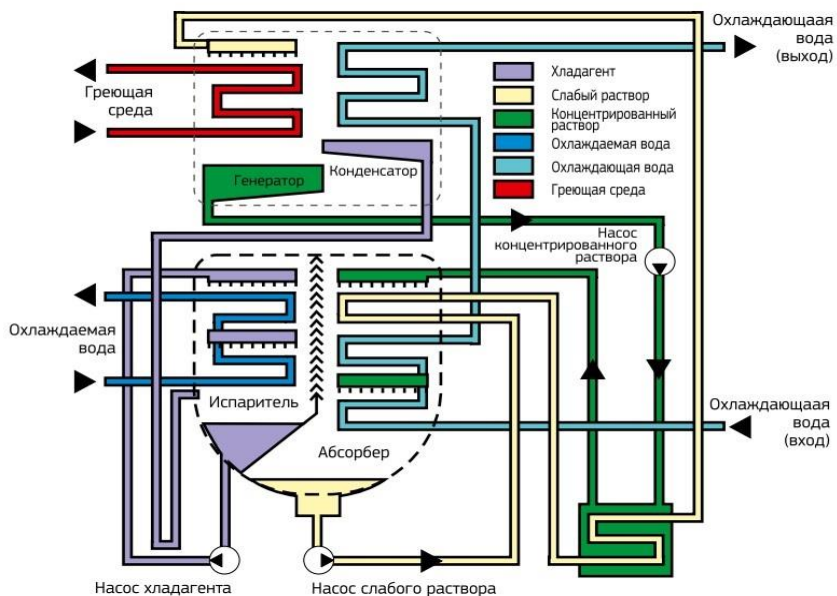 Охлаждающаая
вода
(выход)
Греющая
среда
Хладагент
Слабый раствор
Концентрированный
раствор
Охлаждаемая вода
Охлаждающая вода
Греющая среда
Конденсатор
Генератор
Насос
концентрированного
раствора
Охлаждаемая
вода
Испаритель
Абсорбер
Охлаждающаая
вода
(вход)
Насос хладагента
Насос слабого раствора